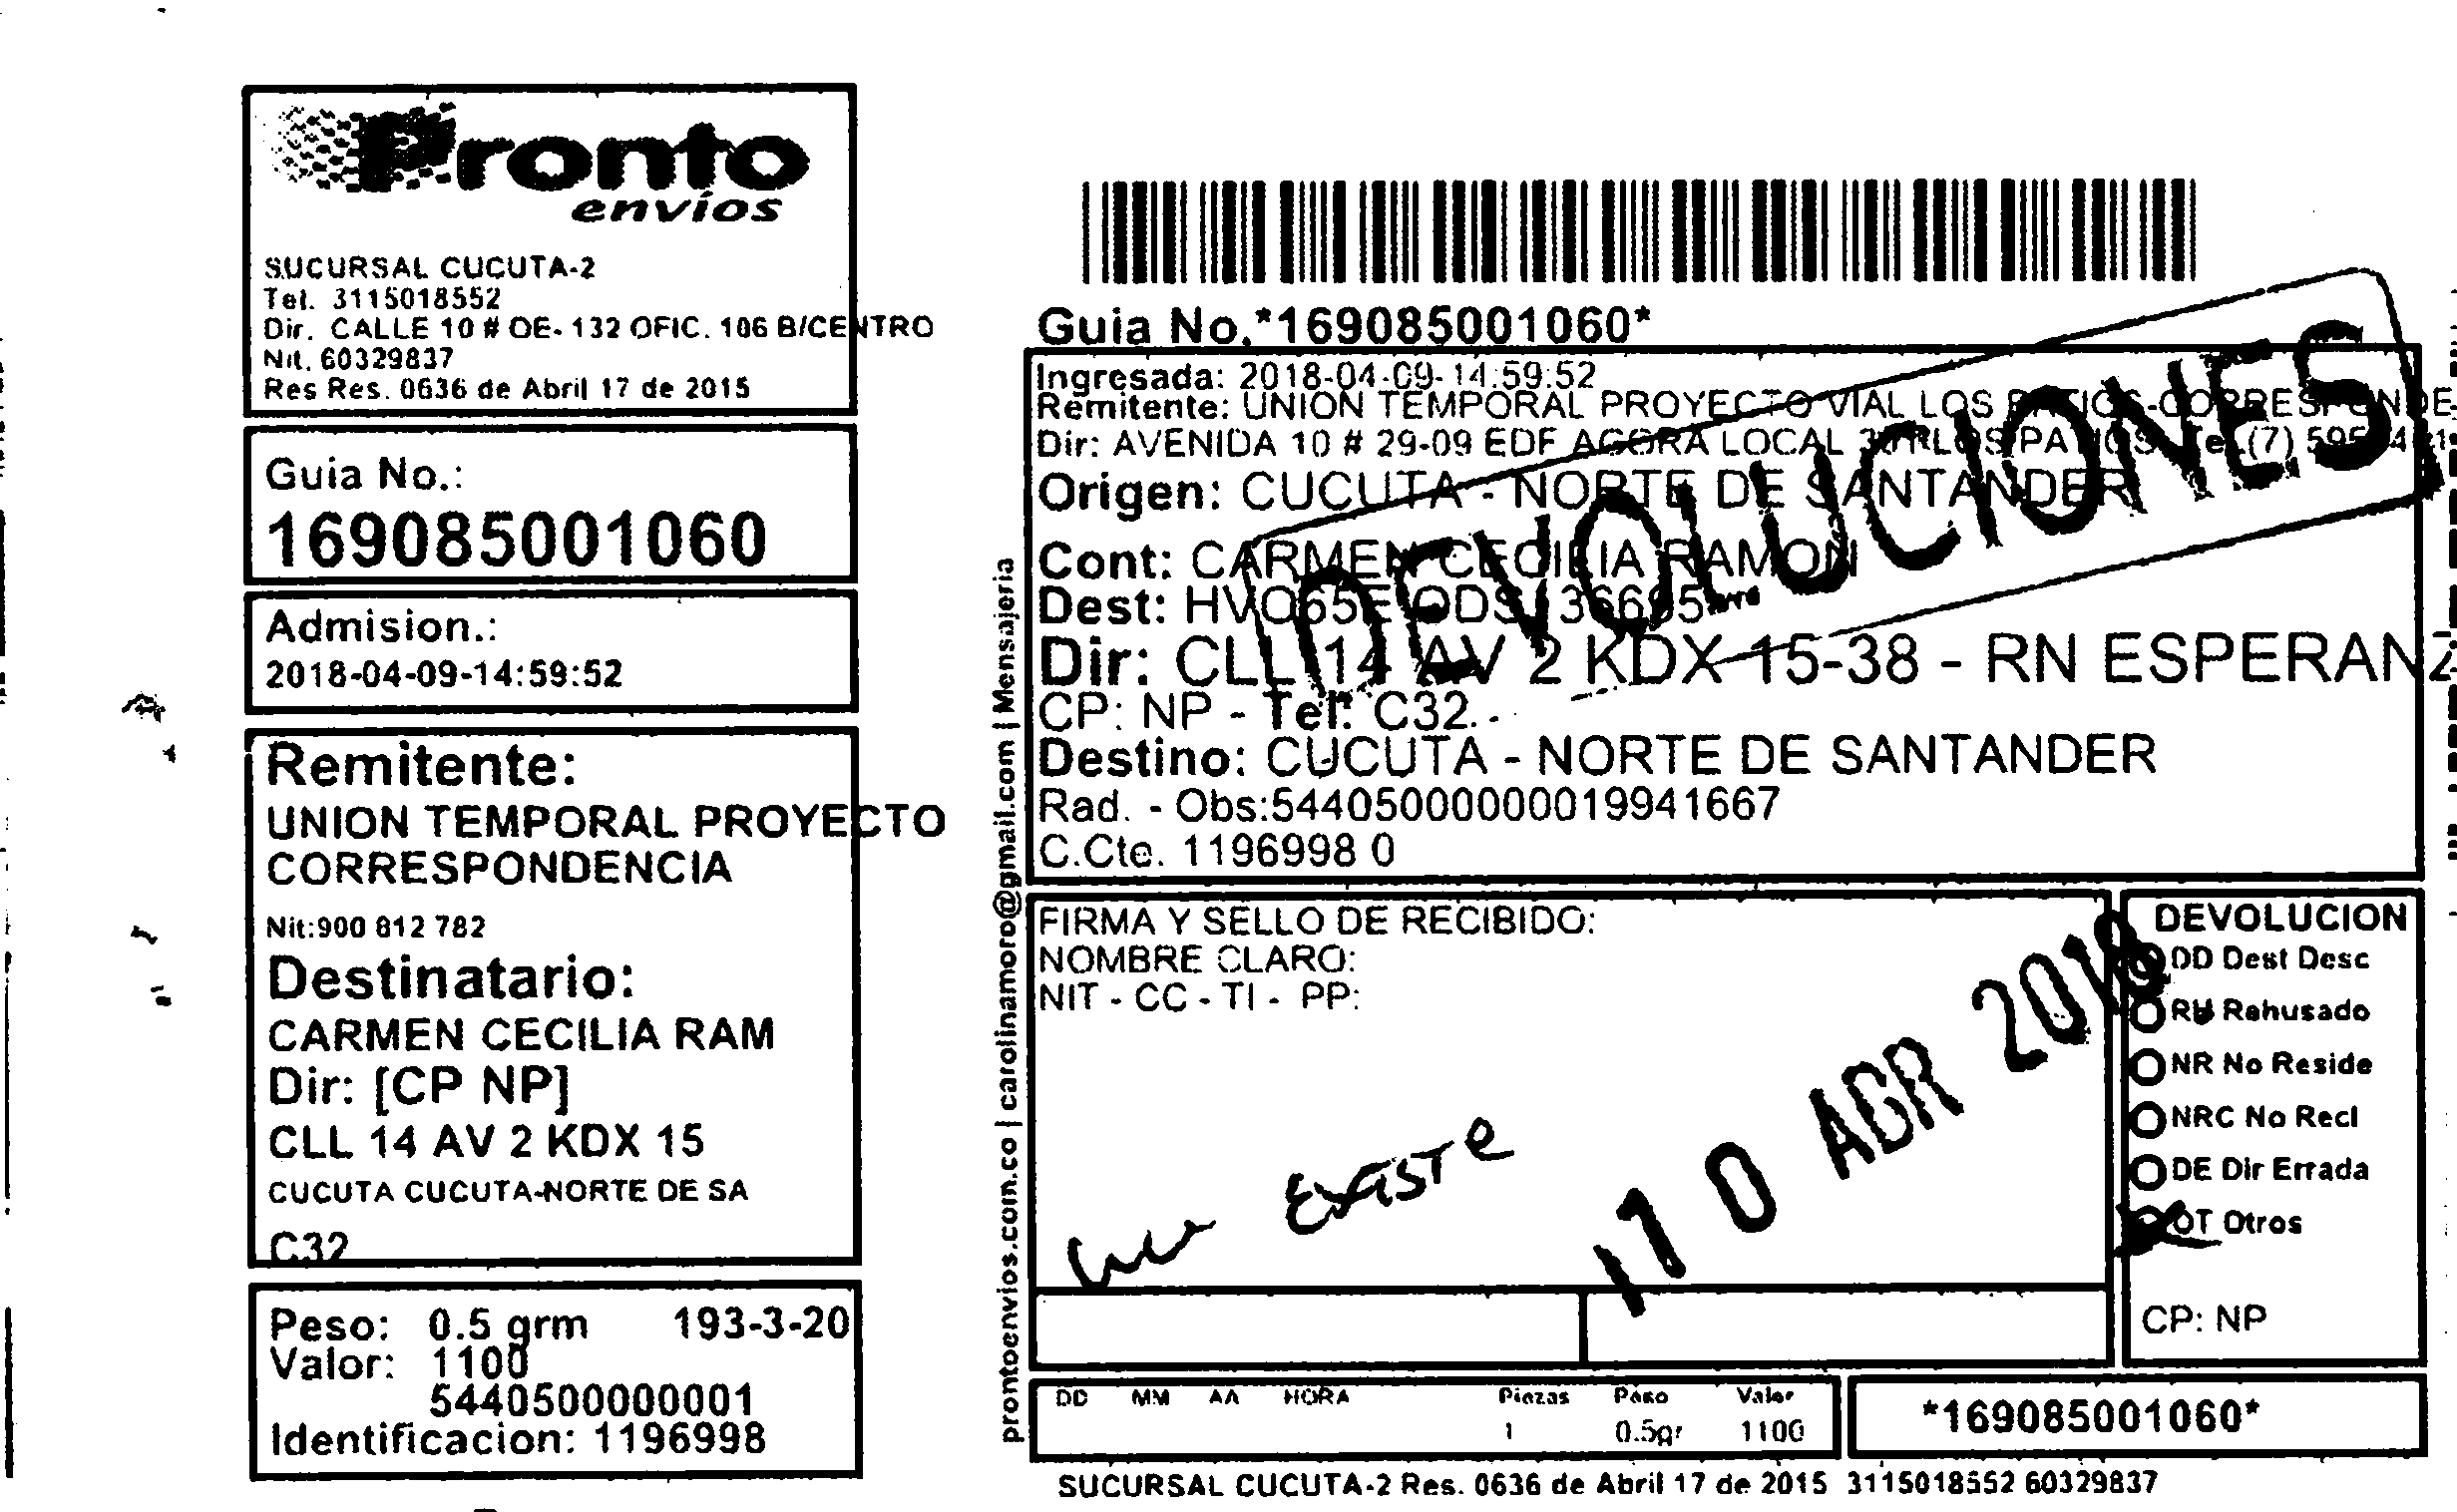 Pronto
envios
SUCURSAL CUCUTA-2
Tel. 3115018552
Dir. CALLE 10 # OE-132 OFIC. 106 B/CENTRO
Nit. 60329837
Res Res. 0636 de Abril 17 de 2015
Guia No.:
169085001060
Admision.:
2018-04-09-14:59:52
Remitente:
UNION TEMPORAL PROYECTO
CORRESPONDENCIA
Nit:900 812 782
Destinatario:
CARMEN CECILIA RAM
Dir: [CP NP]
CLL 14 AV 2 KDX 15
CUCUTA CUCUTA-NORTE DE SA
C32
Peso: 0.5 grm 193-3-20
Valor: 1100
5440500000001
Identificacion: 1196998
prontoenvios.com.co | carolinamoro@gmail.com | Mensajeria
Guia No.*169085001060*
Ingresada: 2018-04-09-14:59:52
Remitente: UNION TEMPORAL PROYECTO VIAL LOS PATIOS-CORRESPONDE
Dir: AVENIDA 10 # 29-09 EDF AGORA LOCAL LOS PATIOS Tel (7)
Origen: CUCUTA - NORTE DE SANTANDER
DEVOLUCIONES
Cont: CARMEN CECILIA RAMON
Dest:
Dir: CLL 14 AV 2 KDX 15-38 - RN ESPERANZ
CP: NP - Tel: C32
Destino: CUCUTA - NORTE DE SANTANDER
Rad. - Obs:5440500000019941667
C.Cte. 1196998 0
FIRMA Y SELLO DE RECIBIDO:
NOMBRE CLARO:
NIT - CC - TI - PP:
Existe
10 ABR 2018
DEVOLUCION
DD Dest Desc
RH Rehusado
NR No Reside
NRC No Recl
DE Dir Errada
OT Otros
CP: NP
DD MM AA HORA Piezas Peso Valor
1 0.5gr 1100
*169085001060*
SUCURSAL CUCUTA-2 Res. 0636 de Abril 17 de 2015 3115018552 60329837